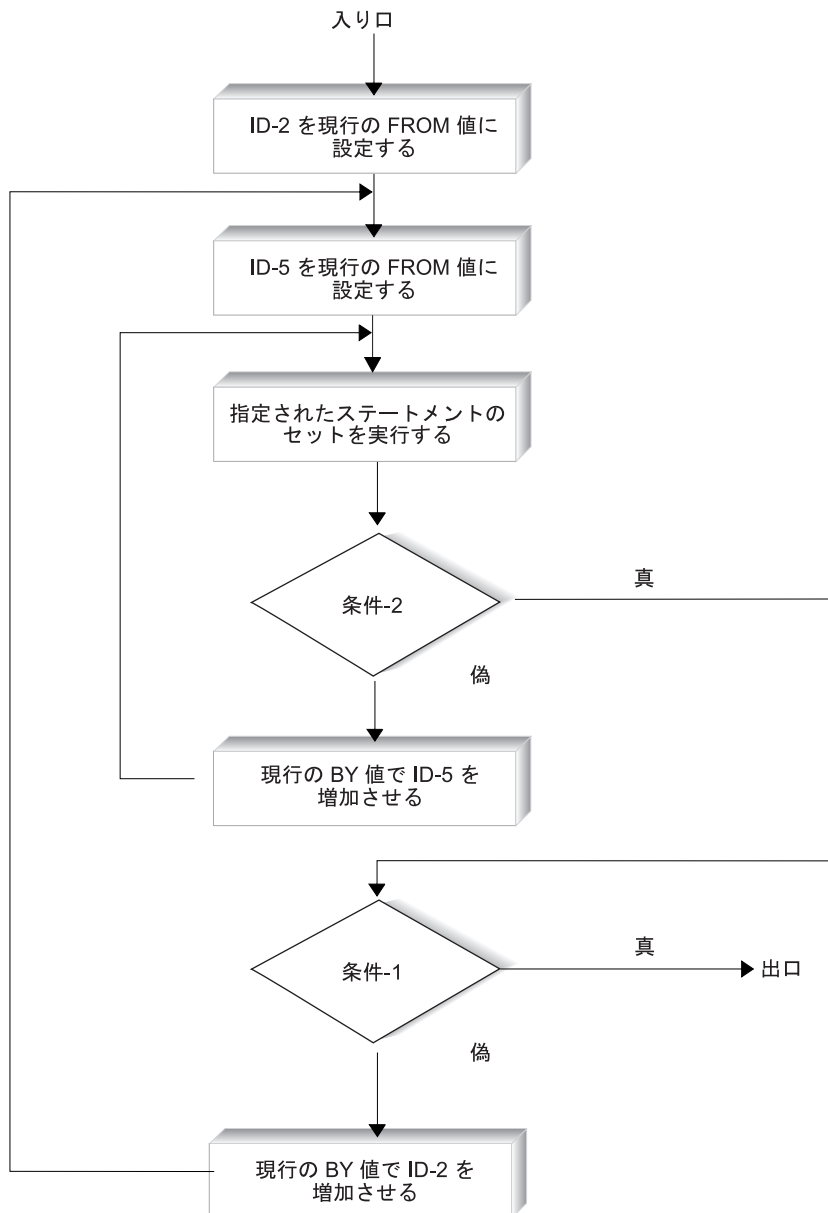 入り口
ID-2 を現行の FROM 値に
設定する
ID-5 を現行の FROM 値に
設定する
指定されたステートメントの
セットを実行する
条件-2
真
偽
現行の BY 値で ID-5 を
増加させる
条件-1
真
出口
偽
現行の BY 値で ID-2 を
増加させる